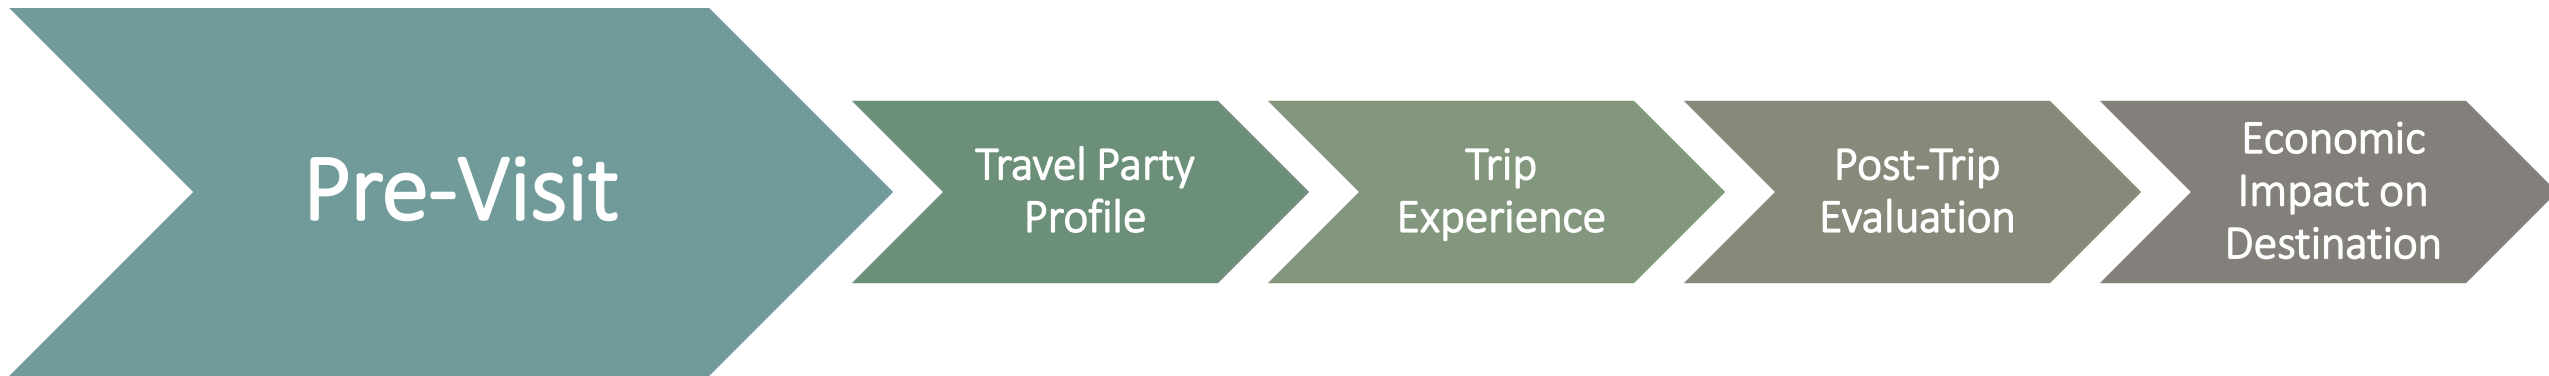 Pre-Visit
Travel Party
Profile
Trip
Experience
Post-Trip
Evaluation
Economic
Impact on
Destination